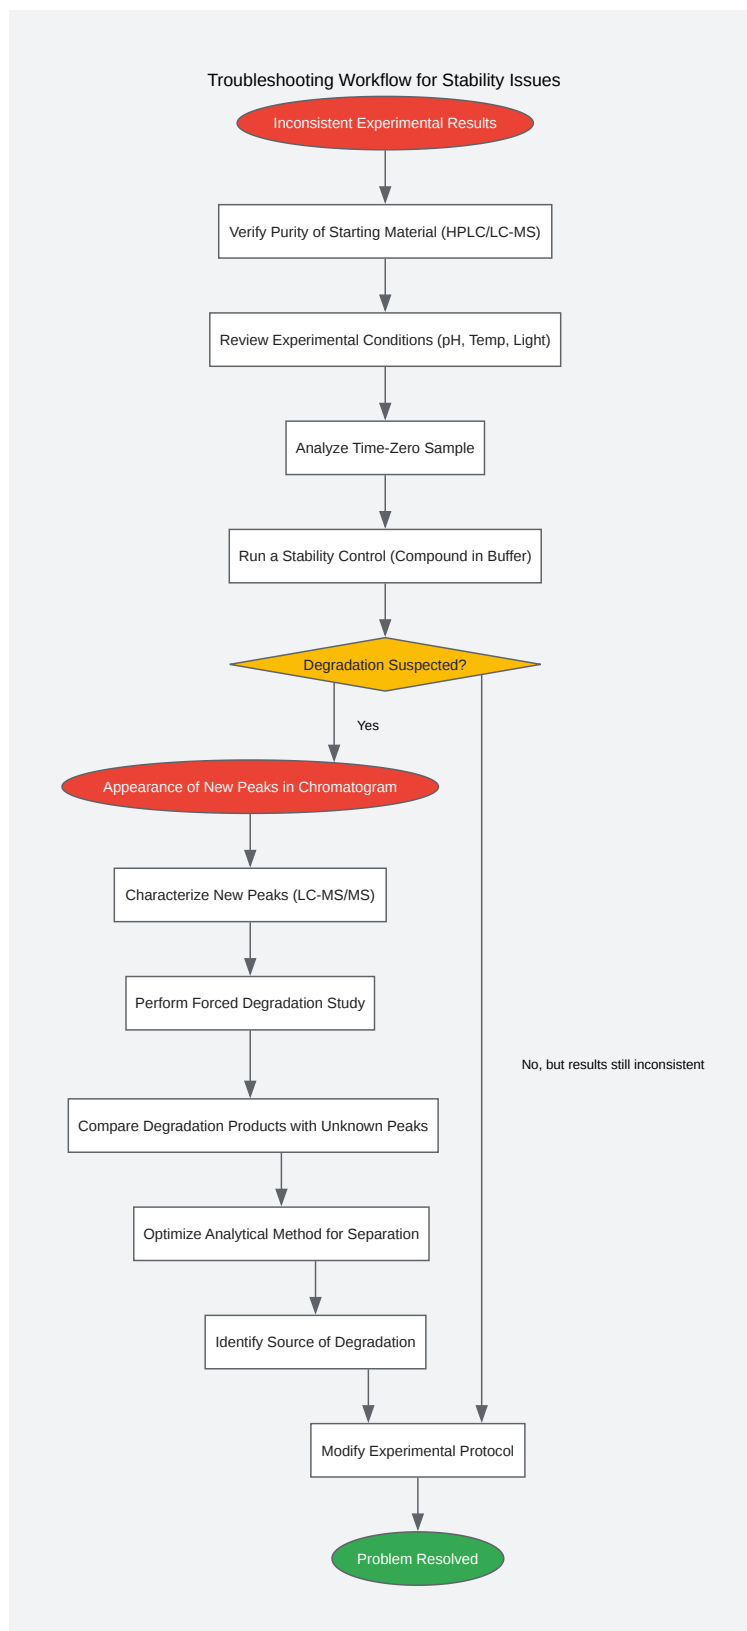 Troubleshooting Workflow for Stability Issues
Inconsistent Experimental Results
Verify Purity of Starting Material (HPLC/LC-MS)
Review Experimental Conditions (pH, Temp, Light)
Analyze Time-Zero Sample
Run a Stability Control (Compound in Buffer)
Degradation Suspected?
Yes
Appearance of New Peaks in Chromatogram
Characterize New Peaks (LC-MS/MS)
Perform Forced Degradation Study
No, but results still inconsistent
Compare Degradation Products with Unknown Peaks
Optimize Analytical Method for Separation
Identify Source of Degradation
Modify Experimental Protocol
Problem Resolved